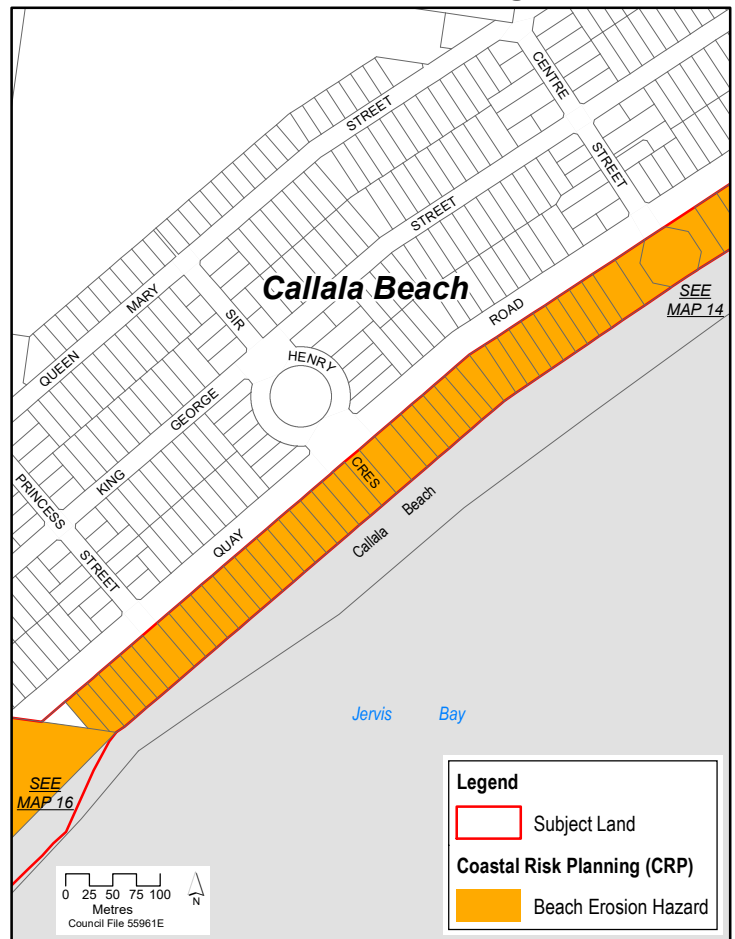 CENTRE
STREET
STREET
STREET
Callala Beach
SEE
MAP 14
MARY
SIR
ROAD
QUEEN
HENRY
GEORGE
KING
CRES
PRINCESS
STREET
QUAY
Callala Beach
Jervis Bay
SEE
MAP 16
Legend
Subject Land
Coastal Risk Planning (CRP)
Beach Erosion Hazard
0 25 50 75 100
Metres
N
Council File 55961E